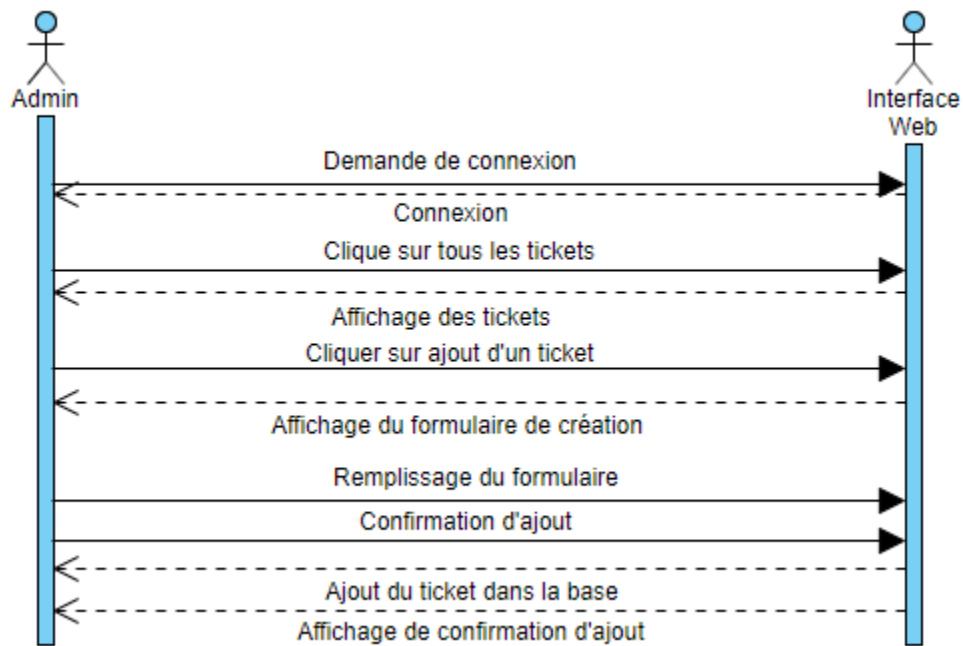 Admin
Interface
Web
Demande de connexion
Connexion
Clique sur tous les tickets
Affichage des tickets
Cliquer sur ajout d'un ticket
Affichage du formulaire de création
Remplissage du formulaire
Confirmation d'ajout
Ajout du ticket dans la base
Affichage de confirmation d'ajout